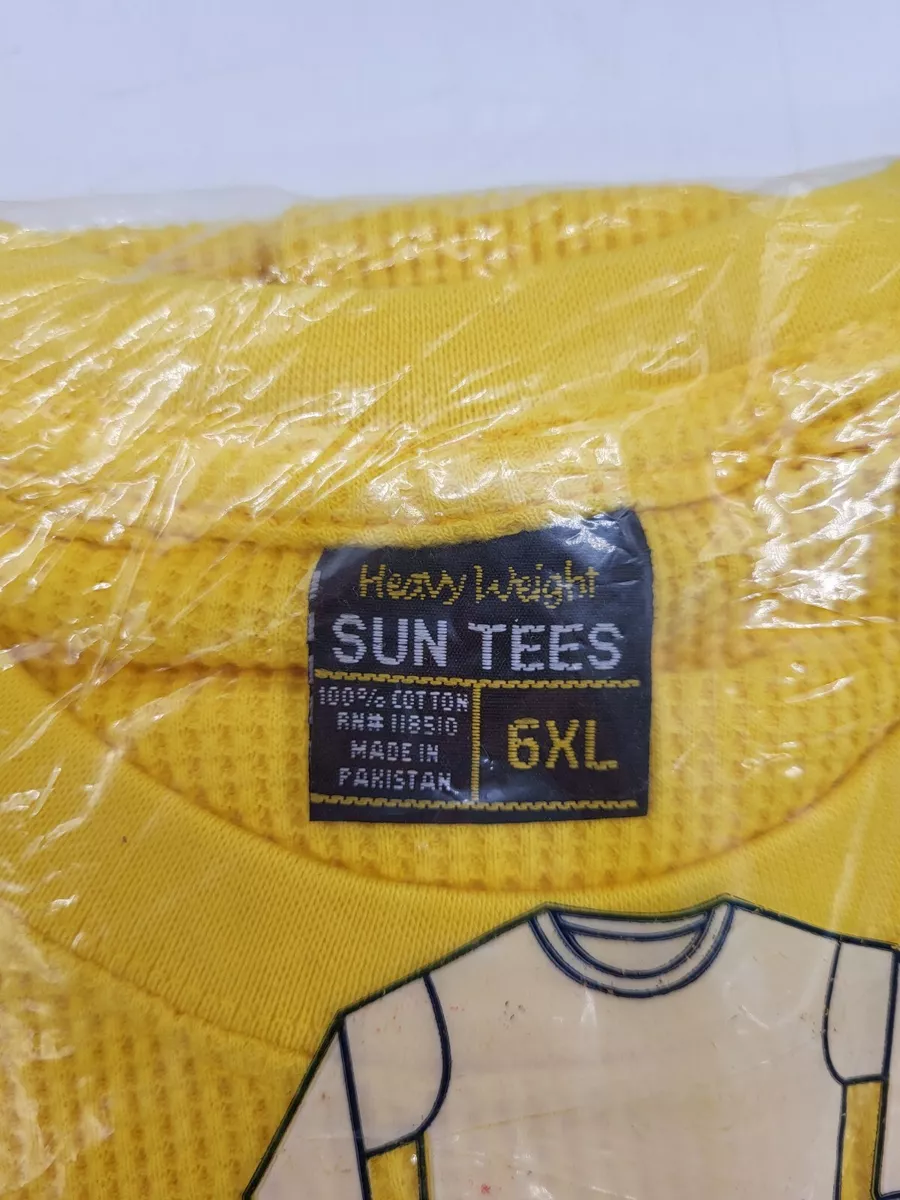 Heavy Weight
SUN TEES
100% COTTON
RN# 118510
MADE IN
PAKISTAN
6XL